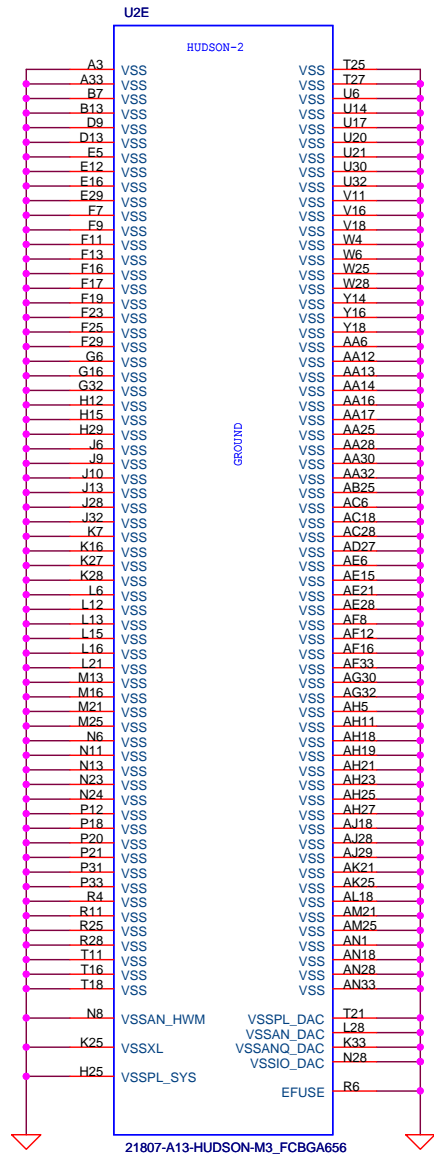 U2E
HUDSON-2
A3 VSS VSS T25
A33 VSS VSS T27
B7 VSS VSS U6
B13 VSS VSS U14
D9 VSS VSS U17
D13 VSS VSS U20
E5 VSS VSS U21
E12 VSS VSS U30
E16 VSS VSS U32
E29 VSS VSS V11
F7 VSS VSS V16
F9 VSS VSS V18
F11 VSS VSS W4
F13 VSS VSS W6
F16 VSS VSS W25
F17 VSS VSS W28
F19 VSS VSS Y14
F23 VSS VSS Y16
F25 VSS VSS Y18
F29 VSS VSS AA6
G6 VSS VSS AA12
G16 VSS VSS AA13
G32 VSS VSS AA14
H12 VSS VSS AA16
H15 VSS VSS AA17
H29 VSS VSS AA25
J6 VSS VSS AA28
J9 VSS VSS AA30
J10 VSS VSS AA32
J13 VSS VSS AB25
J28 VSS VSS AC6
J32 VSS VSS AC18
K7 VSS VSS AC28
K16 VSS VSS AD27
K27 VSS VSS AE6
K28 VSS VSS AE15
L6 VSS VSS AE21
L12 VSS VSS AE28
L13 VSS VSS AF8
L15 VSS VSS AF12
L16 VSS VSS AF16
L21 VSS VSS AF33
M13 VSS VSS AG30
M16 VSS VSS AG32
M21 VSS VSS AH5
M25 VSS VSS AH11
N6 VSS VSS AH18
N11 VSS VSS AH19
N13 VSS VSS AH21
N23 VSS VSS AH23
N24 VSS VSS AH25
P12 VSS VSS AH27
P18 VSS VSS AJ18
P20 VSS VSS AJ28
P21 VSS VSS AJ29
P31 VSS VSS AK21
P33 VSS VSS AK25
R4 VSS VSS AL18
R11 VSS VSS AM21
R25 VSS VSS AM25
R28 VSS VSS AN1
T11 VSS VSS AN18
T16 VSS VSS AN28
T18 VSS VSS AN33
GROUND
N8 VSSAN_HWM VSSPL_DAC T21
VSSAN_DAC L28
K25 VSSXL VSSANQ_DAC K33
VSSIO_DAC N28
H25 VSSPL_SYS
EFUSE R6
21807-A13-HUDSON-M3_FCBGA656